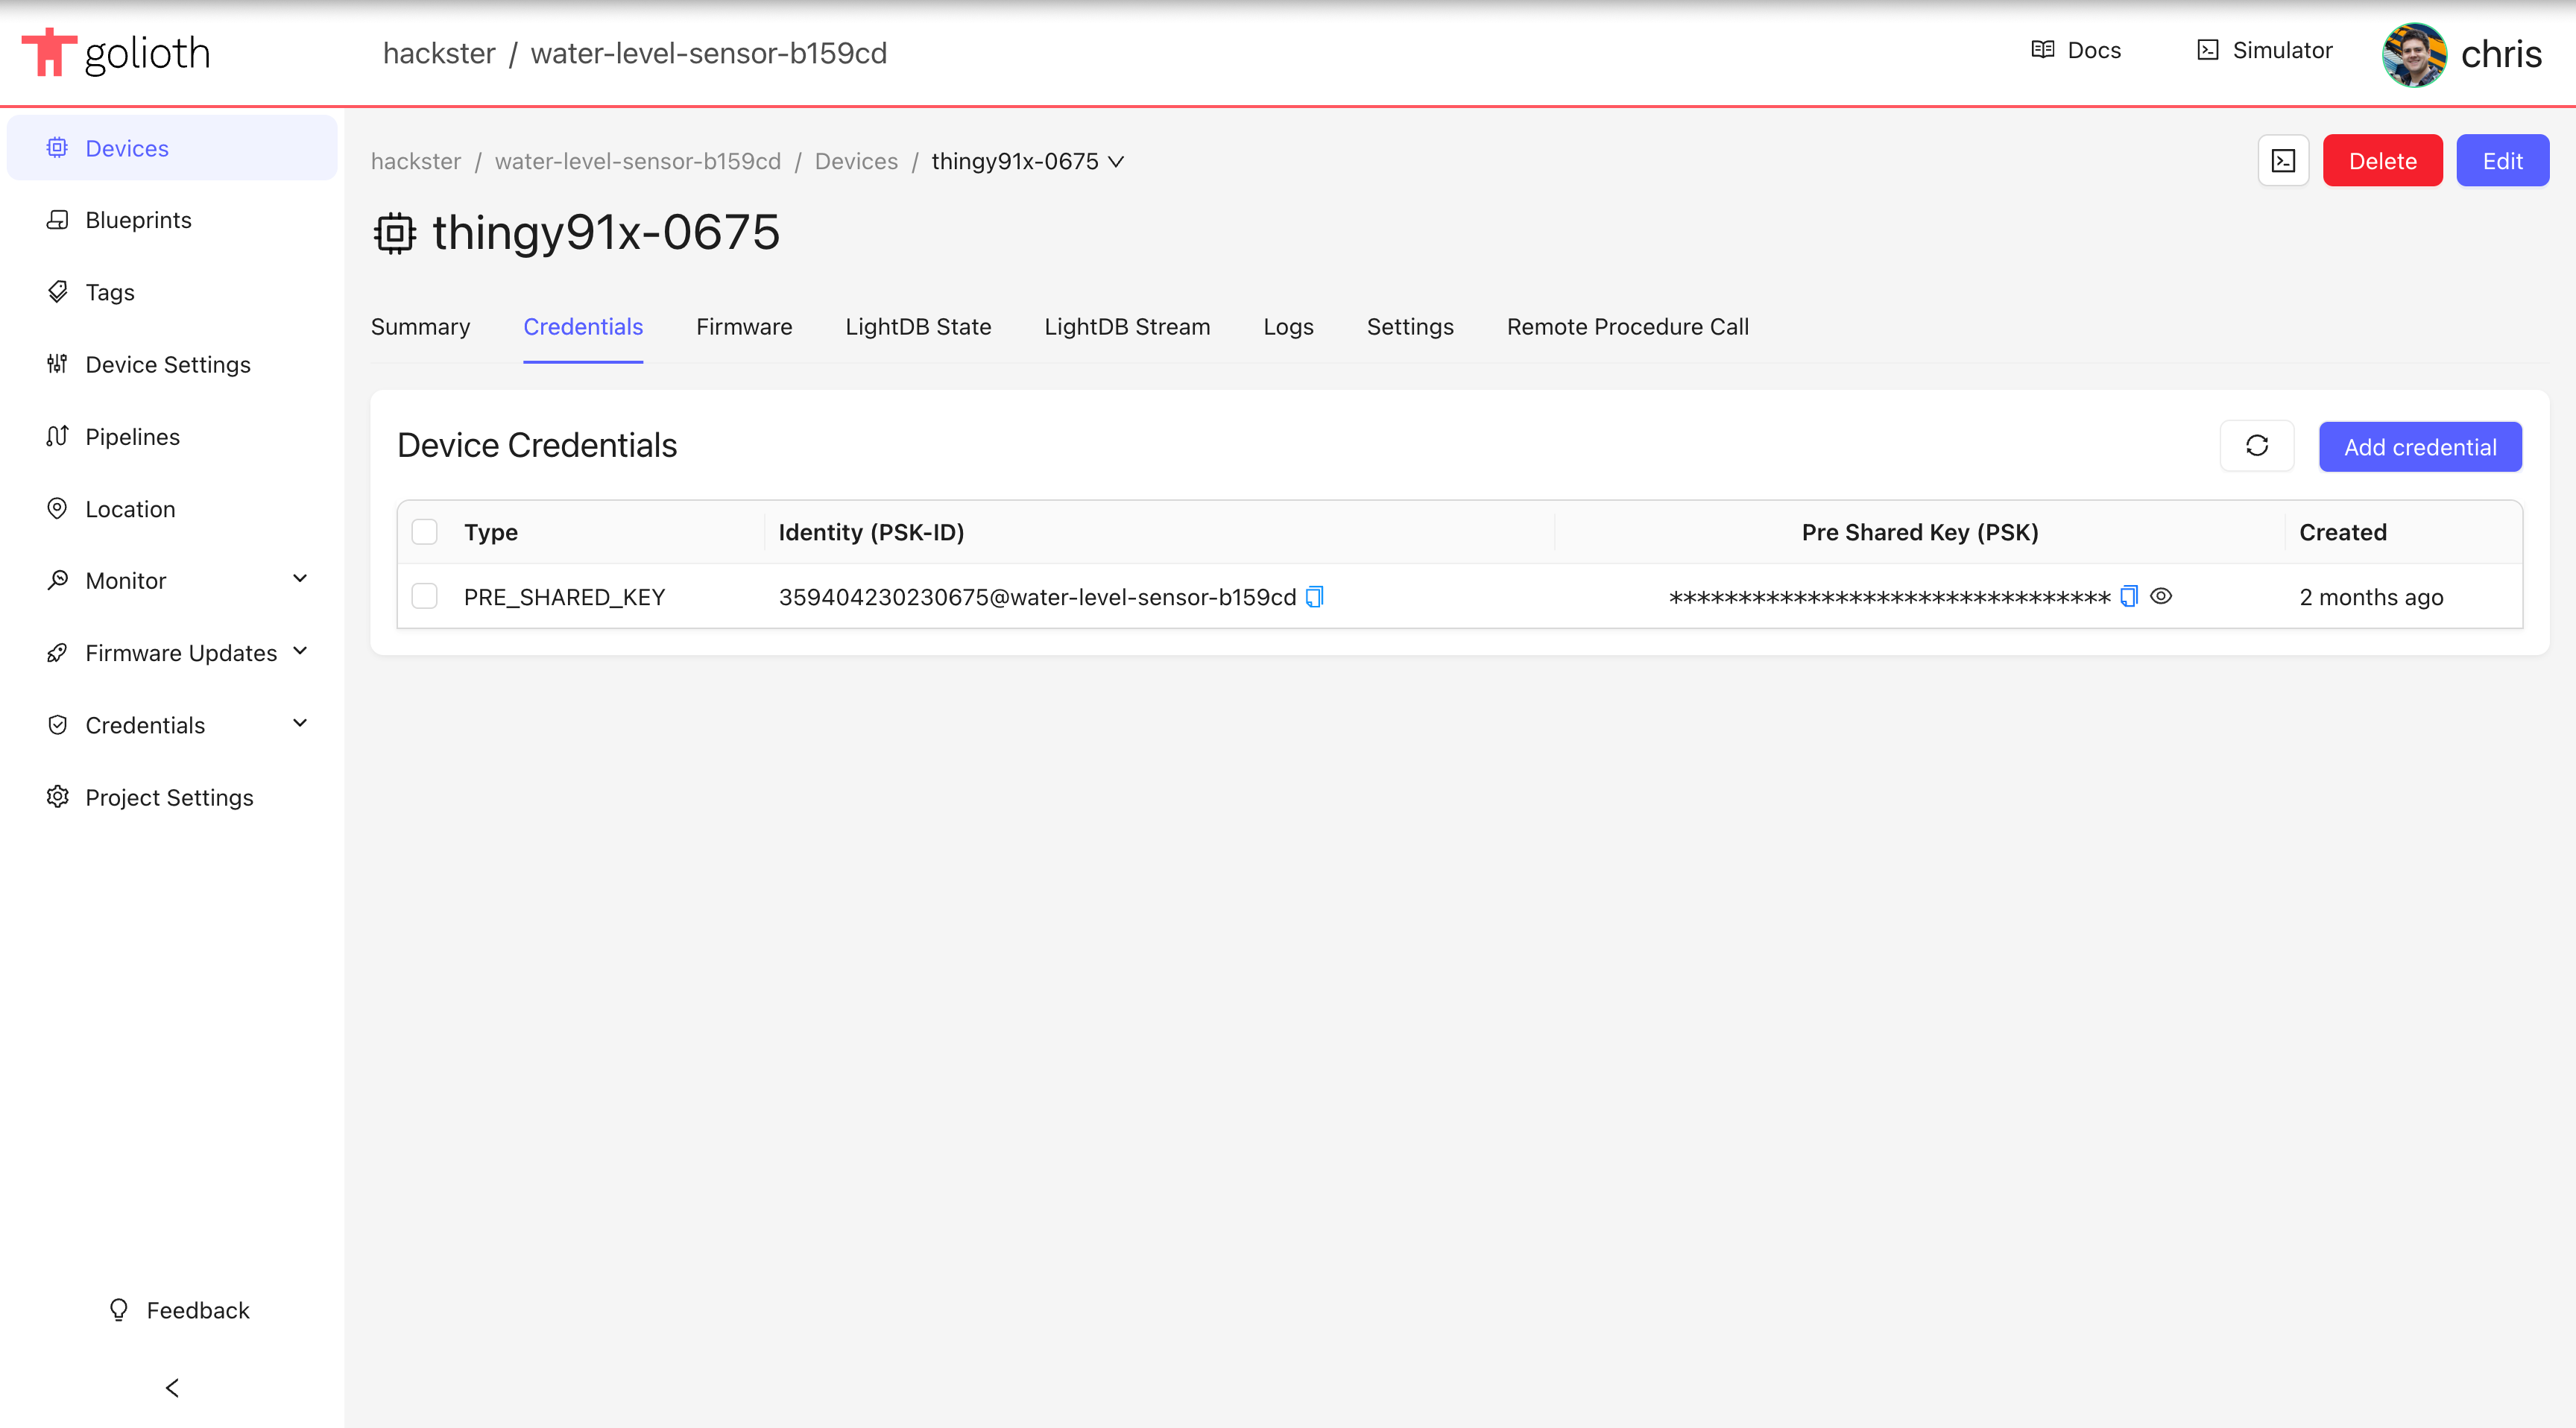 golioth
hackster / water-level-sensor-b159cd
Docs
Simulator
chris
Devices
Blueprints
Tags
Device Settings
Pipelines
Location
Monitor
Firmware Updates
Credentials
Project Settings
Feedback
hackster / water-level-sensor-b159cd / Devices / thingy91x-0675
Delete
Edit
thingy91x-0675
Summary Credentials Firmware LightDB State LightDB Stream Logs Settings Remote Procedure Call
Device Credentials
Add credential
Type Identity (PSK-ID) Pre Shared Key (PSK) Created
PRE_SHARED_KEY 359404230230675@water-level-sensor-b159cd ******************************** 2 months ago